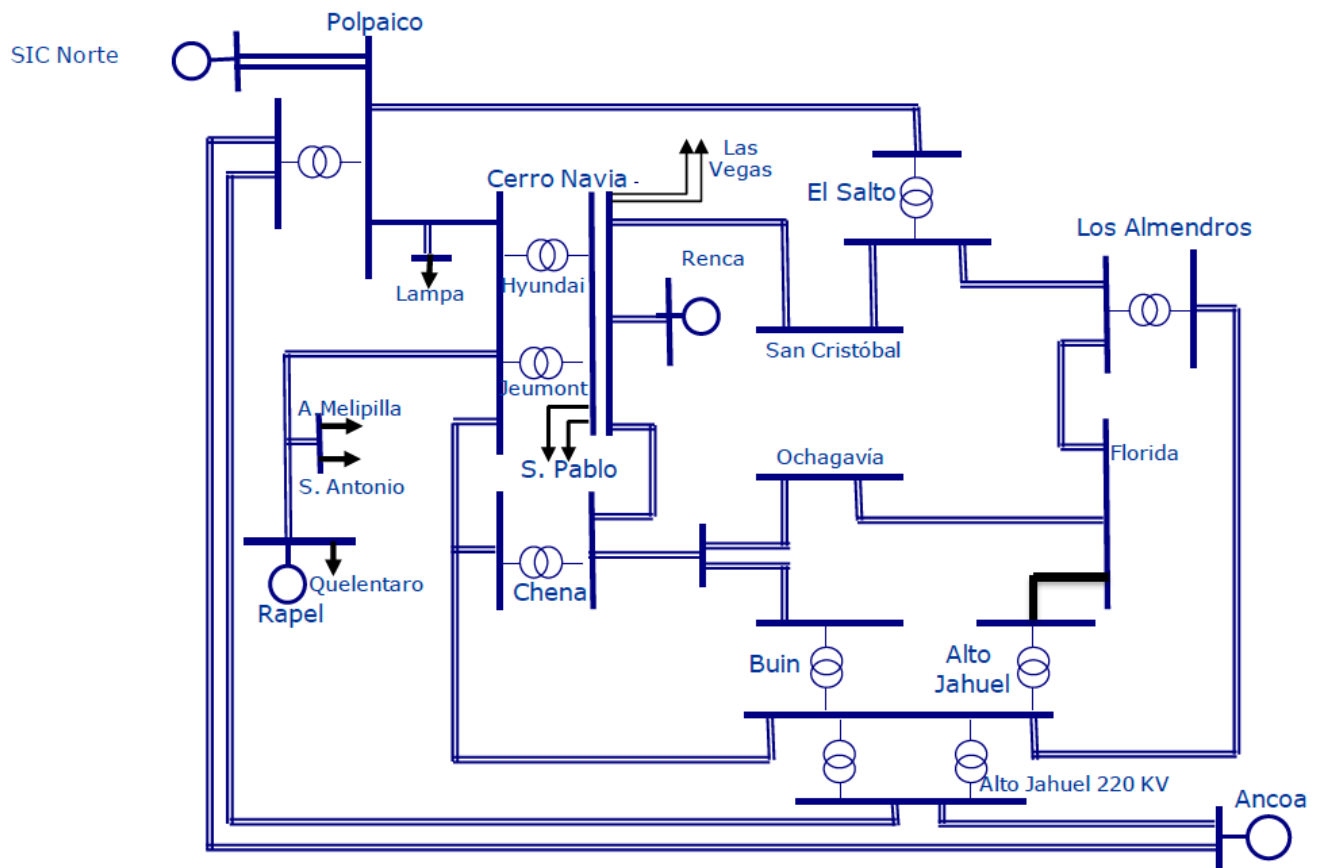 Polpaico
SIC Norte
Las
Vegas
Cerro Navia -
El Salto
Los Almendros
Renca
Hyundai
Lampa
San Cristóbal
Jeumont
A.Melipilla
S. Pablo
Ochagavía
Florida
S. Antonio
Quelentaro
Chena
Rapel
Buin
Alto
Jahuel
Alto Jahuel 220 KV
Ancoa